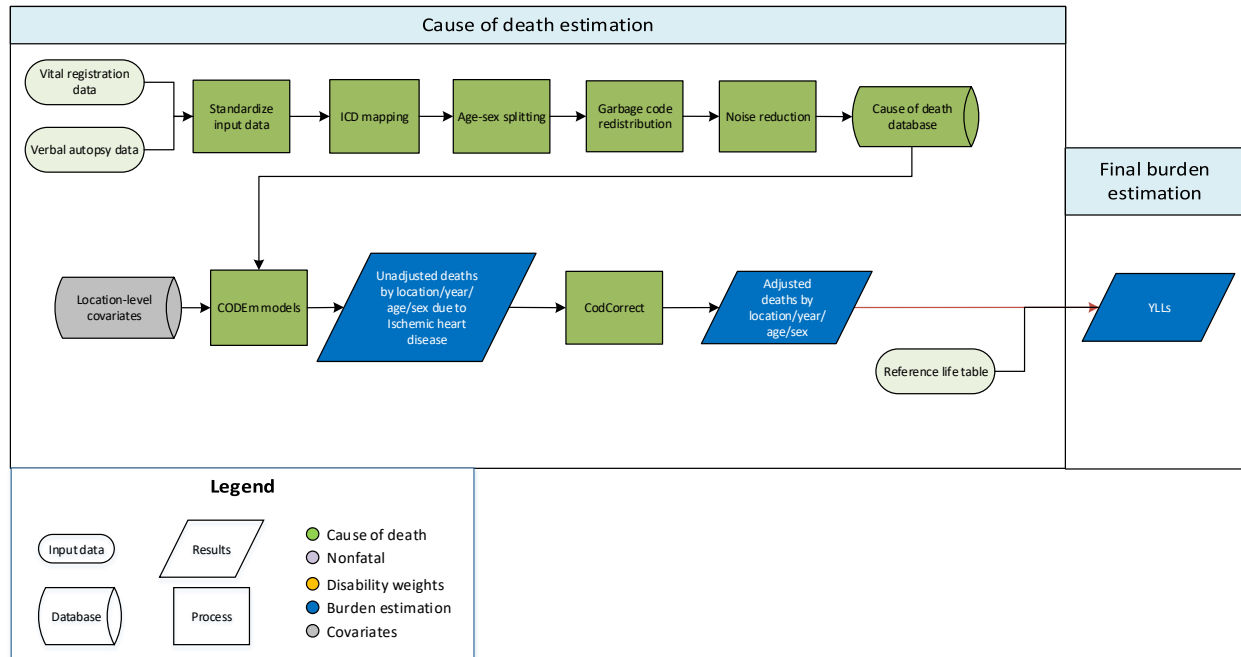 Cause of death estimation
Vital registration
data
Verbal autopsy data
Standardize
input data
ICD mapping
Age-sex splitting
Garbage code
redistribution
Noise reduction
Cause of death
database
Final burden
estimation
Location-level
covariates
CODEm models
Unadjusted deaths
by location/year/
age/sex due to
Ischemic heart
disease
CodCorrect
Adjusted
deaths by
location/year/
age/sex
Reference life table
YLLs
Legend
Input data
Results
Database
Process
Cause of death
Nonfatal
Disability weights
Burden estimation
Covariates